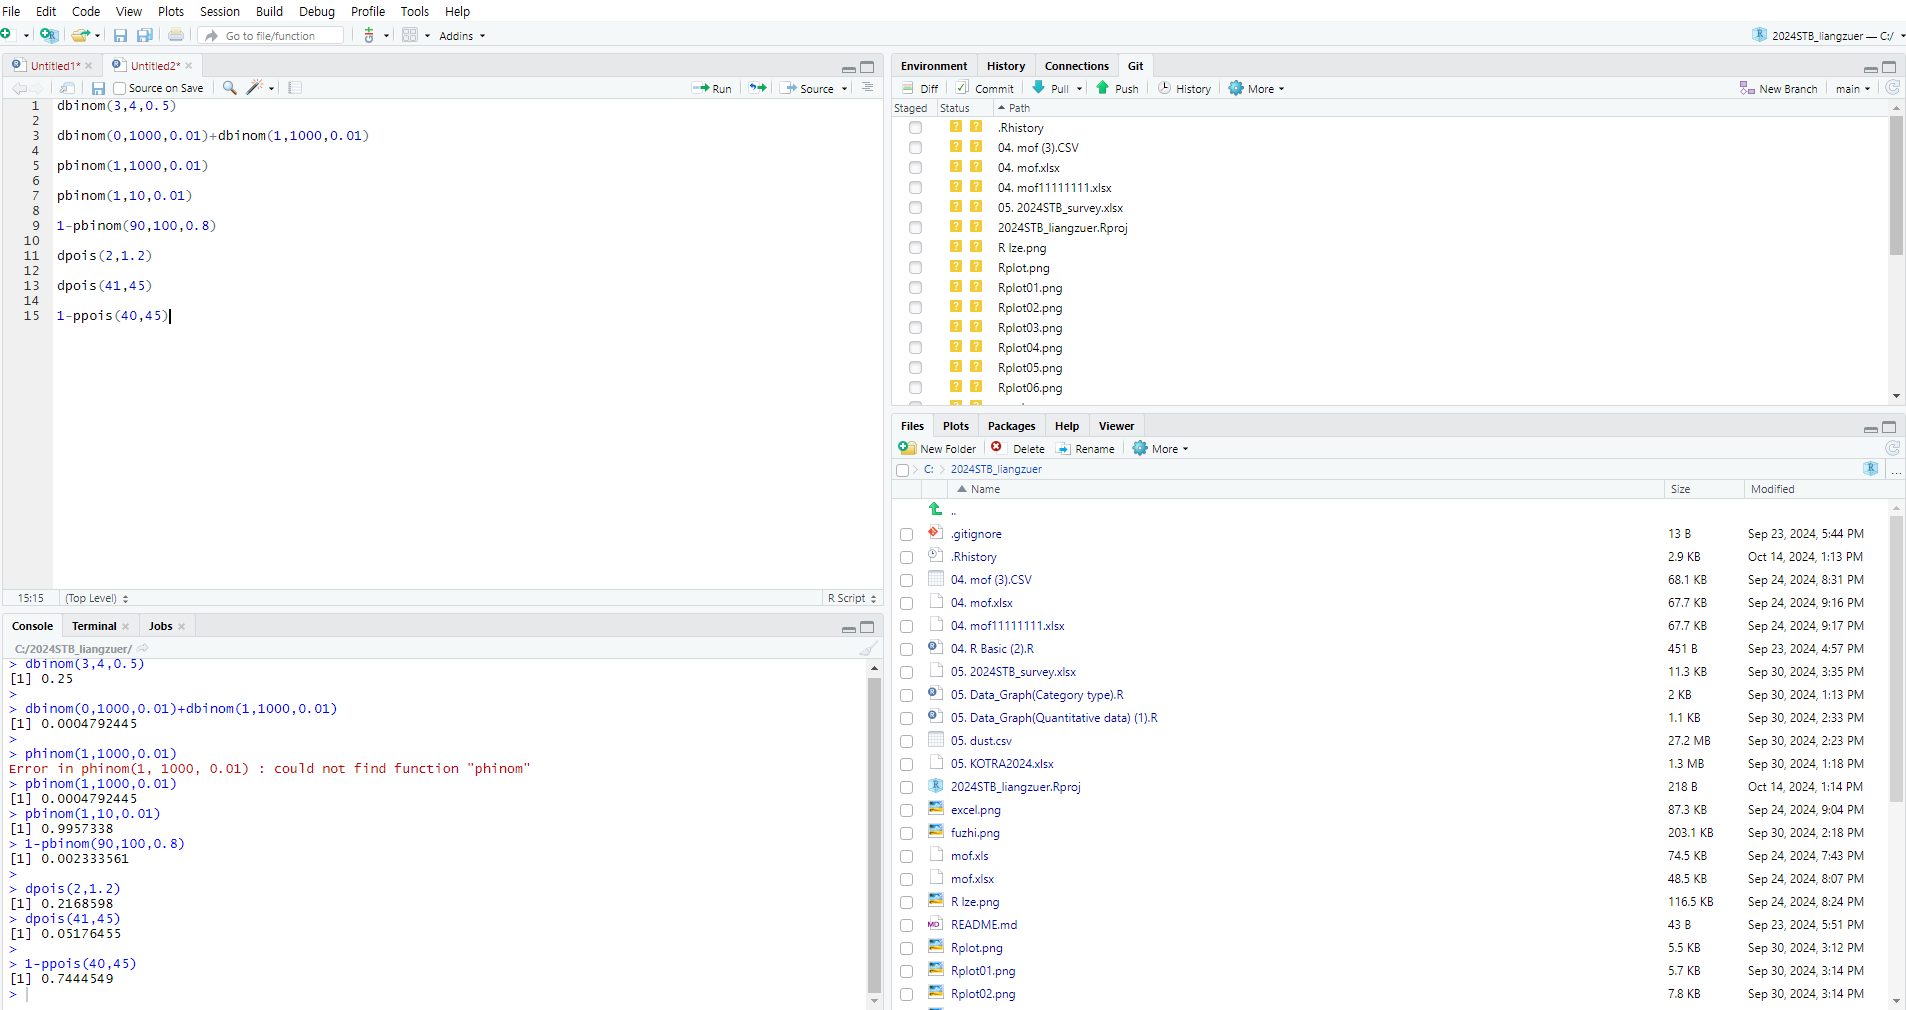 File Edit Code View Plots Session Build Debug Profile Tools Help
Go to file/function Addins 2024STB_liangzuer — C:/
Untitled1* Untitled2*
Source on Save Run Source
1 dbinom(3,4,0.5)
2
3 dbinom(0,1000,0.01)+dbinom(1,1000,0.01)
4
5 pbinom(1,1000,0.01)
6
7 pbinom(1,10,0.01)
8
9 1-pbinom(90,100,0.8)
10
11 dpois(2,1.2)
12
13 dpois(41,45)
14
15 1-ppois(40,45)
15:15 (Top Level) R Script
Console Terminal Jobs
C:/2024STB_liangzuer/
> dbinom(3,4,0.5)
[1] 0.25
>
> dbinom(0,1000,0.01)+dbinom(1,1000,0.01)
[1] 0.0004792445
>
> phinom(1,1000,0.01)
Error in phinom(1, 1000, 0.01) : could not find function "phinom"
> pbinom(1,1000,0.01)
[1] 0.0004792445
> pbinom(1,10,0.01)
[1] 0.9957338
> 1-pbinom(90,100,0.8)
[1] 0.002333561
>
> dpois(2,1.2)
[1] 0.2168598
> dpois(41,45)
[1] 0.05176455
>
> 1-ppois(40,45)
[1] 0.7444549
>
Environment History Connections Git
Diff Commit Pull Push History More New Branch main
Staged Status Path
? ? .Rhistory
? ? 04. mof (3).CSV
? ? 04. mof.xlsx
? ? 04. mof11111111.xlsx
? ? 05. 2024STB_survey.xlsx
? ? 2024STB_liangzuer.Rproj
? ? R lze.png
? ? Rplot.png
? ? Rplot01.png
? ? Rplot02.png
? ? Rplot03.png
? ? Rplot04.png
? ? Rplot05.png
? ? Rplot06.png
Files Plots Packages Help Viewer
New Folder Delete Rename More
C: 2024STB_liangzuer ...
Name Size Modified
..
.gitignore 13 B Sep 23, 2024, 5:44 PM
.Rhistory 2.9 KB Oct 14, 2024, 1:13 PM
04. mof (3).CSV 68.1 KB Sep 24, 2024, 8:31 PM
04. mof.xlsx 67.7 KB Sep 24, 2024, 9:16 PM
04. mof11111111.xlsx 67.7 KB Sep 24, 2024, 9:17 PM
04. R Basic (2).R 451 B Sep 23, 2024, 4:57 PM
05. 2024STB_survey.xlsx 11.3 KB Sep 30, 2024, 3:35 PM
05. Data_Graph(Category type).R 2 KB Sep 30, 2024, 1:13 PM
05. Data_Graph(Quantitative data) (1).R 1.1 KB Sep 30, 2024, 2:33 PM
05. dust.csv 27.2 MB Sep 30, 2024, 2:23 PM
05. KOTRA2024.xlsx 1.3 MB Sep 30, 2024, 1:18 PM
2024STB_liangzuer.Rproj 218 B Oct 14, 2024, 1:14 PM
excel.png 87.3 KB Sep 24, 2024, 9:04 PM
fuzhi.png 203.1 KB Sep 30, 2024, 2:18 PM
mof.xls 74.5 KB Sep 24, 2024, 7:43 PM
mof.xlsx 48.5 KB Sep 24, 2024, 8:07 PM
R lze.png 116.5 KB Sep 24, 2024, 8:24 PM
README.md 43 B Sep 23, 2024, 5:51 PM
Rplot.png 5.5 KB Sep 30, 2024, 3:12 PM
Rplot01.png 5.7 KB Sep 30, 2024, 3:14 PM
Rplot02.png 7.8 KB Sep 30, 2024, 3:14 PM